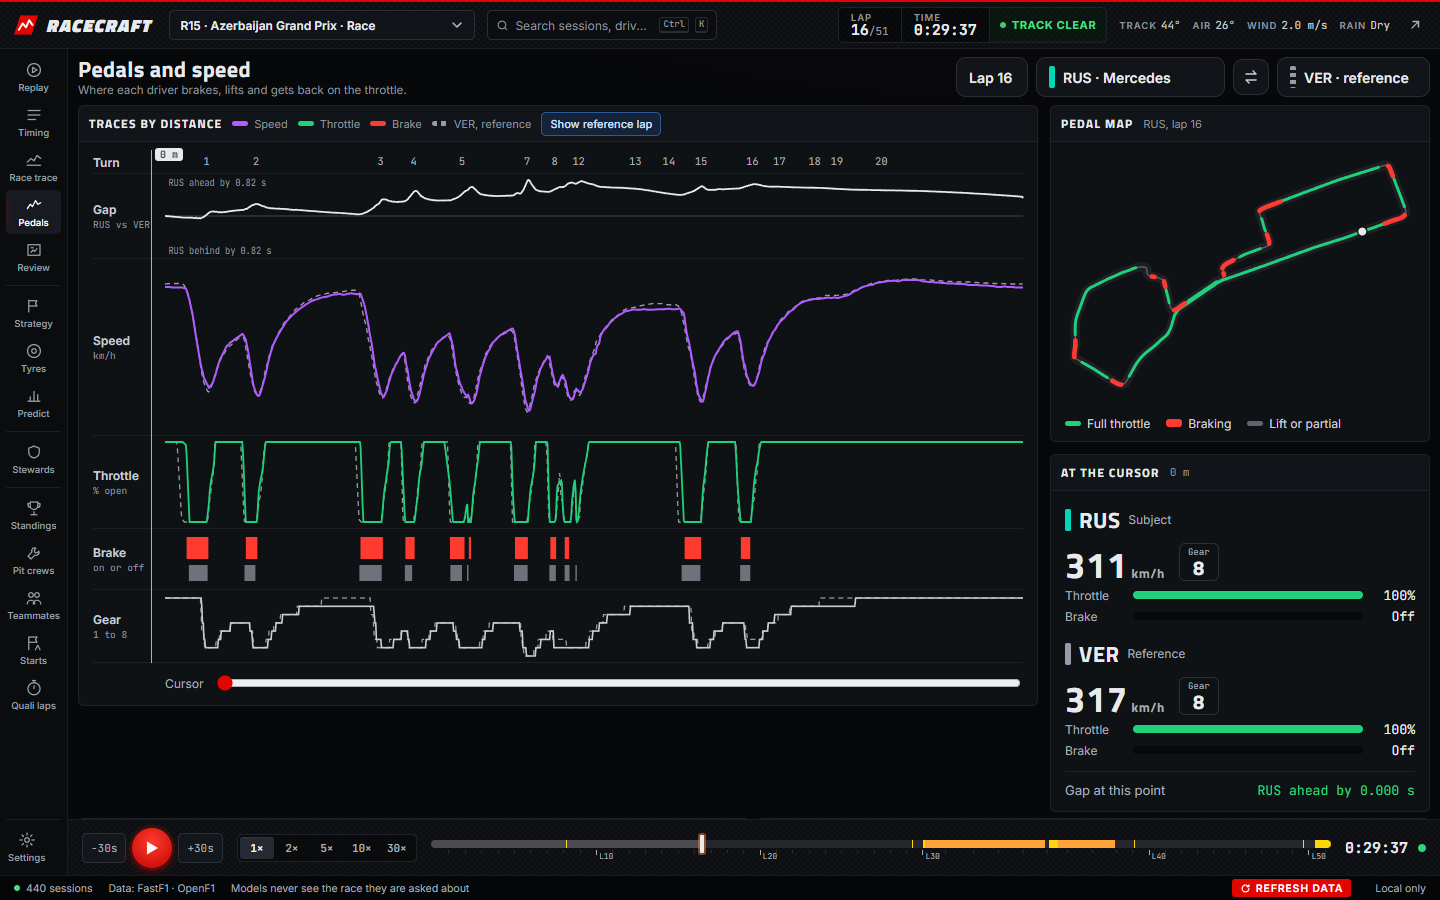 RACECRAFT
R15 · Azerbaijan Grand Prix · Race
Search sessions, driv... Ctrl K
LAP 16/51
TIME 0:29:37
TRACK CLEAR
TRACK 44° AIR 26° WIND 2.0 m/s RAIN Dry
Replay
Timing
Race trace
Pedals
Review
Strategy
Tyres
Predict
Stewards
Standings
Pit crews
Teammates
Starts
Quali laps
Settings
Pedals and speed
Where each driver brakes, lifts and gets back on the throttle.
Lap 16
RUS · Mercedes
VER · reference
TRACES BY DISTANCE Speed Throttle Brake VER, reference Show reference lap
Turn 0 m 1 2 3 4 5 7 8 12 13 14 15 16 17 18 19 20
RUS ahead by 0.82 s
Gap
RUS vs VER
RUS behind by 0.82 s
Speed
km/h
Throttle
% open
Brake
on or off
Gear
1 to 8
Cursor
PEDAL MAP RUS, lap 16
Full throttle Braking Lift or partial
AT THE CURSOR 0 m
RUS Subject
311 km/h Gear 8
Throttle 100%
Brake Off
VER Reference
317 km/h Gear 8
Throttle 100%
Brake Off
Gap at this point RUS ahead by 0.000 s
-30s +30s 1× 2× 5× 10× 30× L10 L20 L30 L40 L50 0:29:37
440 sessions Data: FastF1 · OpenF1 Models never see the race they are asked about REFRESH DATA Local only